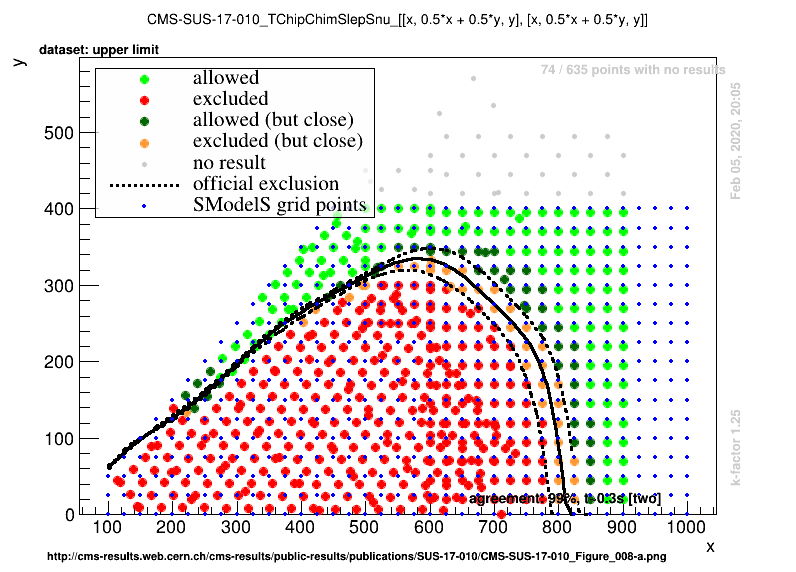 CMS-SUS-17-010_TChipChimSlepSnu_[[x, 0.5*x + 0.5*y, y], [x, 0.5*x + 0.5*y, y]]
dataset: upper limit
y
74 / 635 points with no results
allowed
excluded
allowed (but close)
excluded (but close)
no result
official exclusion
SModelS grid points
Feb 05, 2020, 20:05
k-factor 1.25
500
400
300
200
100
0
agreement: 99%, t=0.3s [two]
100 200 300 400 500 600 700 800 900 1000
x
http://cms-results.web.cern.ch/cms-results/public-results/publications/SUS-17-010/CMS-SUS-17-010_Figure_008-a.png